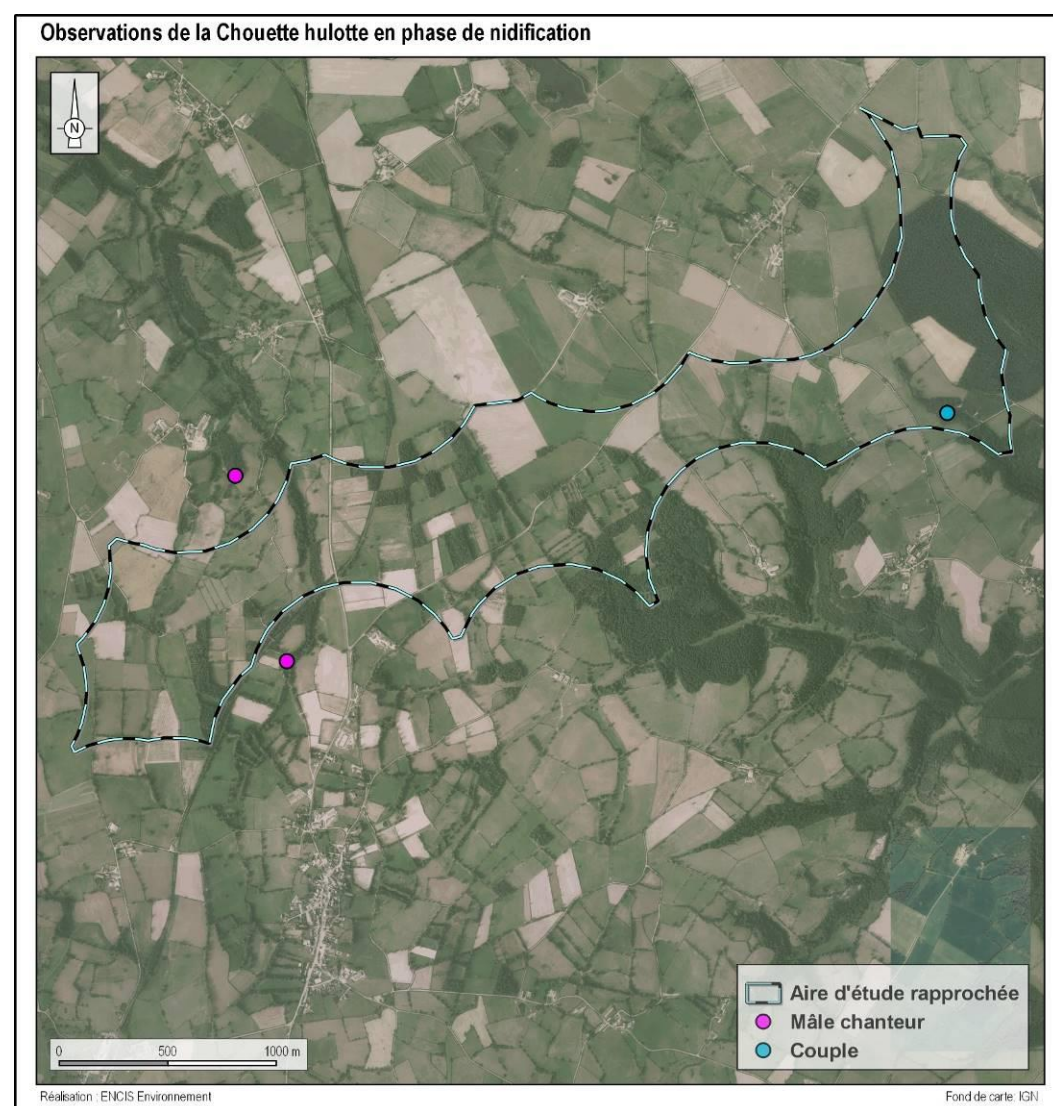 Observations de la Chouette hulotte en phase de nidification
N
Aire d'étude rapprochée
Mâle chanteur
Couple
0 500 1000 m
Réalisation : ENCIS Environnement
Fond de carte: IGN